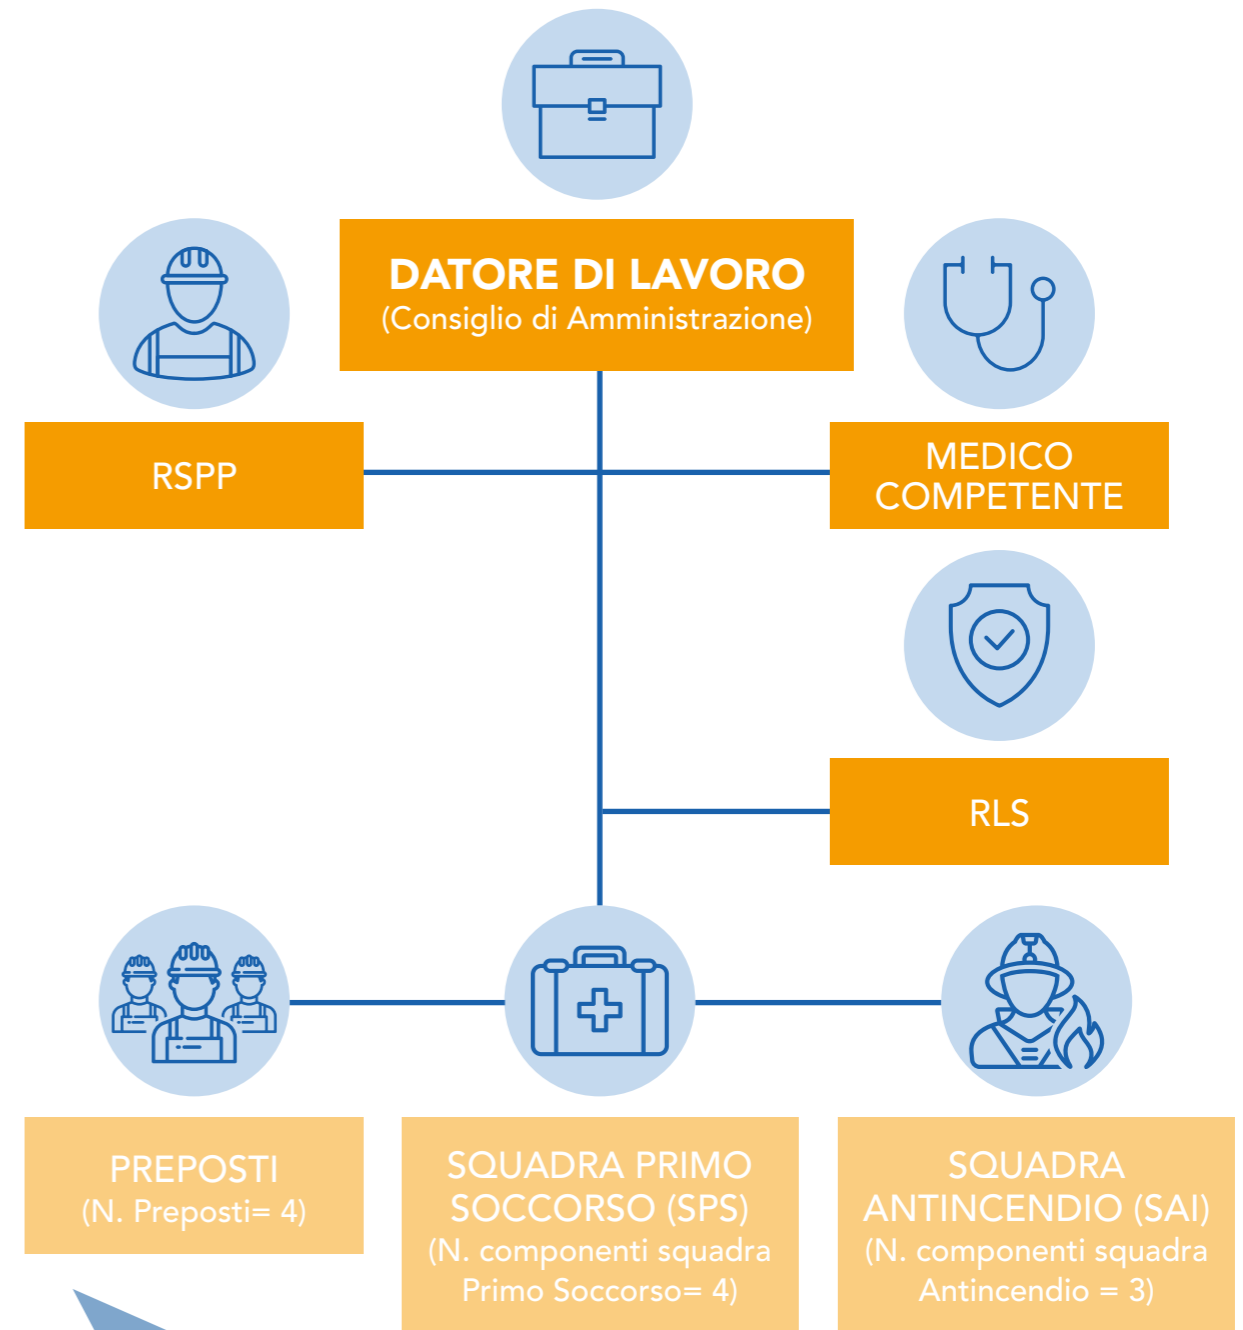 DATORE DI LAVORO
(Consiglio di Amministrazione)
RSPP
MEDICO
COMPETENTE
RLS
PREPOSTI
(N. Preposti= 4)
SQUADRA PRIMO
SOCCORSO (SPS)
(N. componenti squadra
Primo Soccorso= 4)
SQUADRA
ANTINCENDIO (SAI)
(N. componenti squadra
Antincendio = 3)